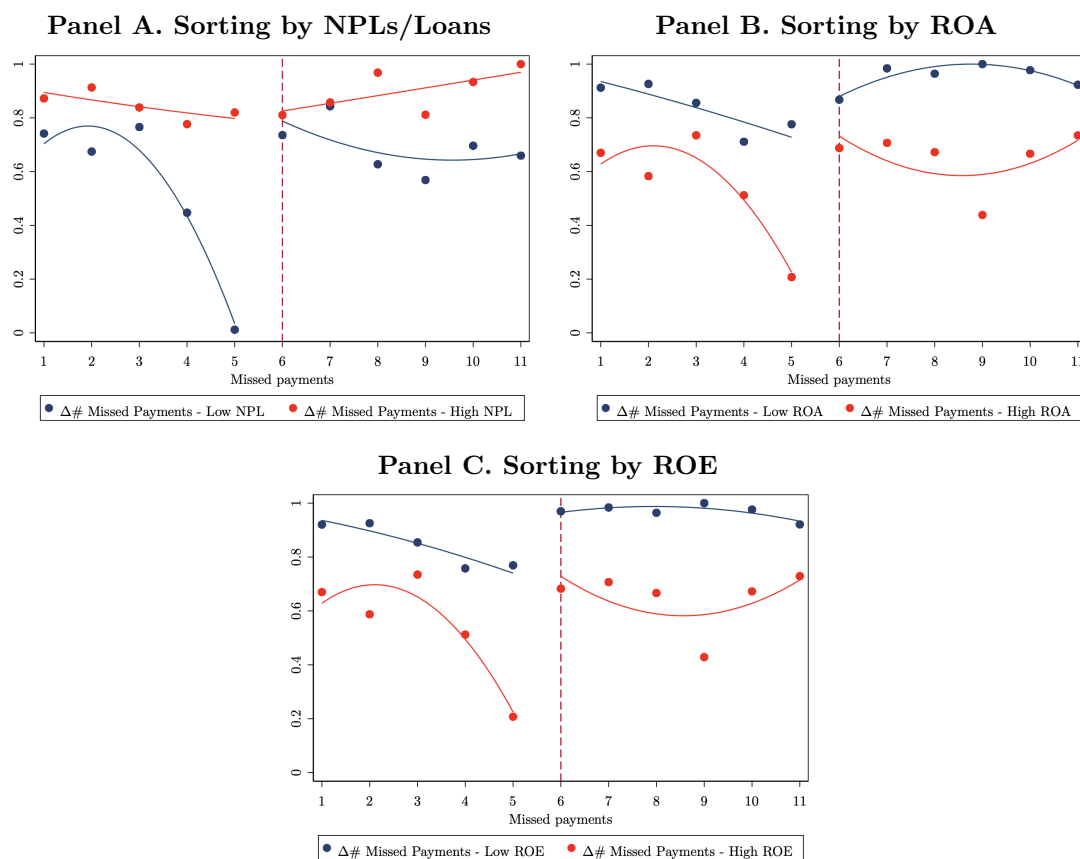 Panel A. Sorting by NPLs/Loans
1
0.8
0.6
0.4
0.2
0
1 2 3 4 5 6 7 8 9 10 11
Missed payments
Δ# Missed Payments - Low NPL Δ# Missed Payments - High NPL
Panel B. Sorting by ROA
1
0.8
0.6
0.4
0.2
0
1 2 3 4 5 6 7 8 9 10 11
Missed payments
Δ# Missed Payments - Low ROA Δ# Missed Payments - High ROA
Panel C. Sorting by ROE
1
0.8
0.6
0.4
0.2
0
1 2 3 4 5 6 7 8 9 10 11
Missed payments
Δ# Missed Payments - Low ROE Δ# Missed Payments - High ROE